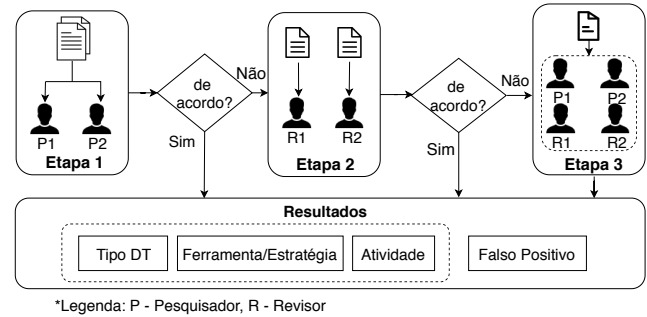 P1 P2
Etapa 1
de
acordo?
Não
Sim
R1 R2
Etapa 2
de
acordo?
Não
Sim
P1 P2
R1 R2
Etapa 3
Resultados
Tipo DT
Ferramenta/Estratégia
Atividade
Falso Positivo
*Legenda: P - Pesquisador, R - Revisor